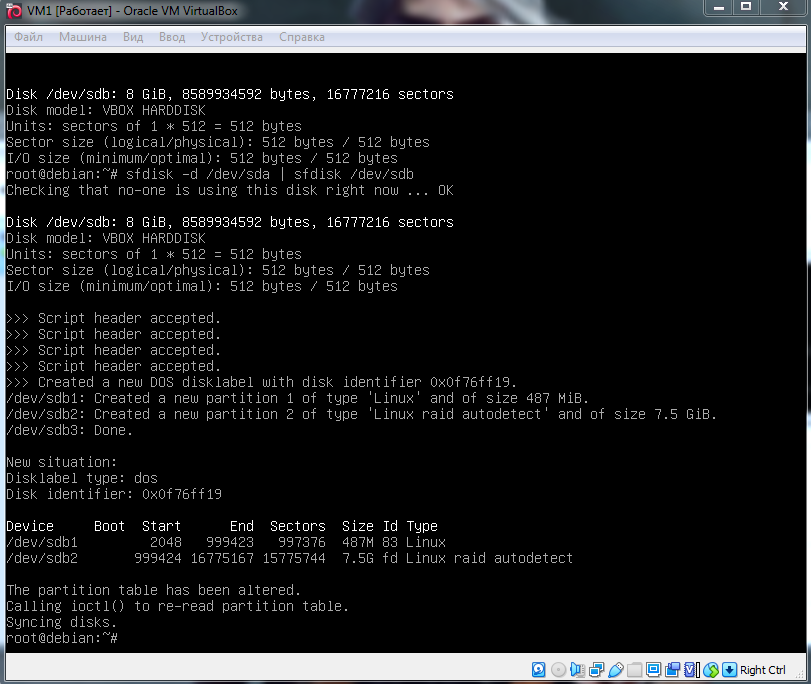 VM1 [Работает] - Oracle VM VirtualBox
Файл Машина Вид Ввод Устройства Справка
Disk /dev/sdb: 8 GiB, 8589934592 bytes, 16777216 sectors
Disk model: VBOX HARDDISK
Units: sectors of 1 * 512 = 512 bytes
Sector size (logical/physical): 512 bytes / 512 bytes
I/O size (minimum/optimal): 512 bytes / 512 bytes
root@debian:~# sfdisk -d /dev/sda | sfdisk /dev/sdb
Checking that no-one is using this disk right now ... OK
Disk /dev/sdb: 8 GiB, 8589934592 bytes, 16777216 sectors
Disk model: VBOX HARDDISK
Units: sectors of 1 * 512 = 512 bytes
Sector size (logical/physical): 512 bytes / 512 bytes
I/O size (minimum/optimal): 512 bytes / 512 bytes
>>> Script header accepted.
>>> Script header accepted.
>>> Script header accepted.
>>> Script header accepted.
>>> Created a new DOS disklabel with disk identifier 0x0f76ff19.
/dev/sdb1: Created a new partition 1 of type 'Linux' and of size 487 MiB.
/dev/sdb2: Created a new partition 2 of type 'Linux raid autodetect' and of size 7.5 GiB.
/dev/sdb3: Done.
New situation:
Disklabel type: dos
Disk identifier: 0x0f76ff19
Device     Boot  Start      End  Sectors  Size Id Type
/dev/sdb1         2048   999423   997376  487M 83 Linux
/dev/sdb2       999424 16775167 15775744  7.5G fd Linux raid autodetect
The partition table has been altered.
Calling ioctl() to re-read partition table.
Syncing disks.
root@debian:~#
Right Ctrl